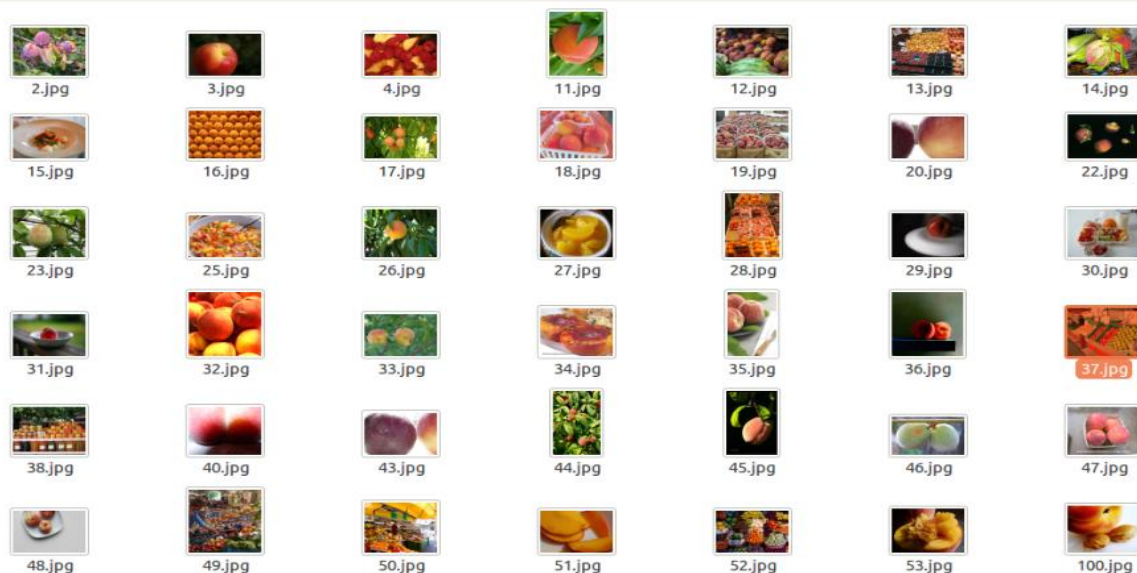 2.jpg 3.jpg 4.jpg 11.jpg 12.jpg 13.jpg 14.jpg
15.jpg 16.jpg 17.jpg 18.jpg 19.jpg 20.jpg 22.jpg
23.jpg 25.jpg 26.jpg 27.jpg 28.jpg 29.jpg 30.jpg
31.jpg 32.jpg 33.jpg 34.jpg 35.jpg 36.jpg 37.jpg
38.jpg 40.jpg 43.jpg 44.jpg 45.jpg 46.jpg 47.jpg
48.jpg 49.jpg 50.jpg 51.jpg 52.jpg 53.jpg 100.jpg